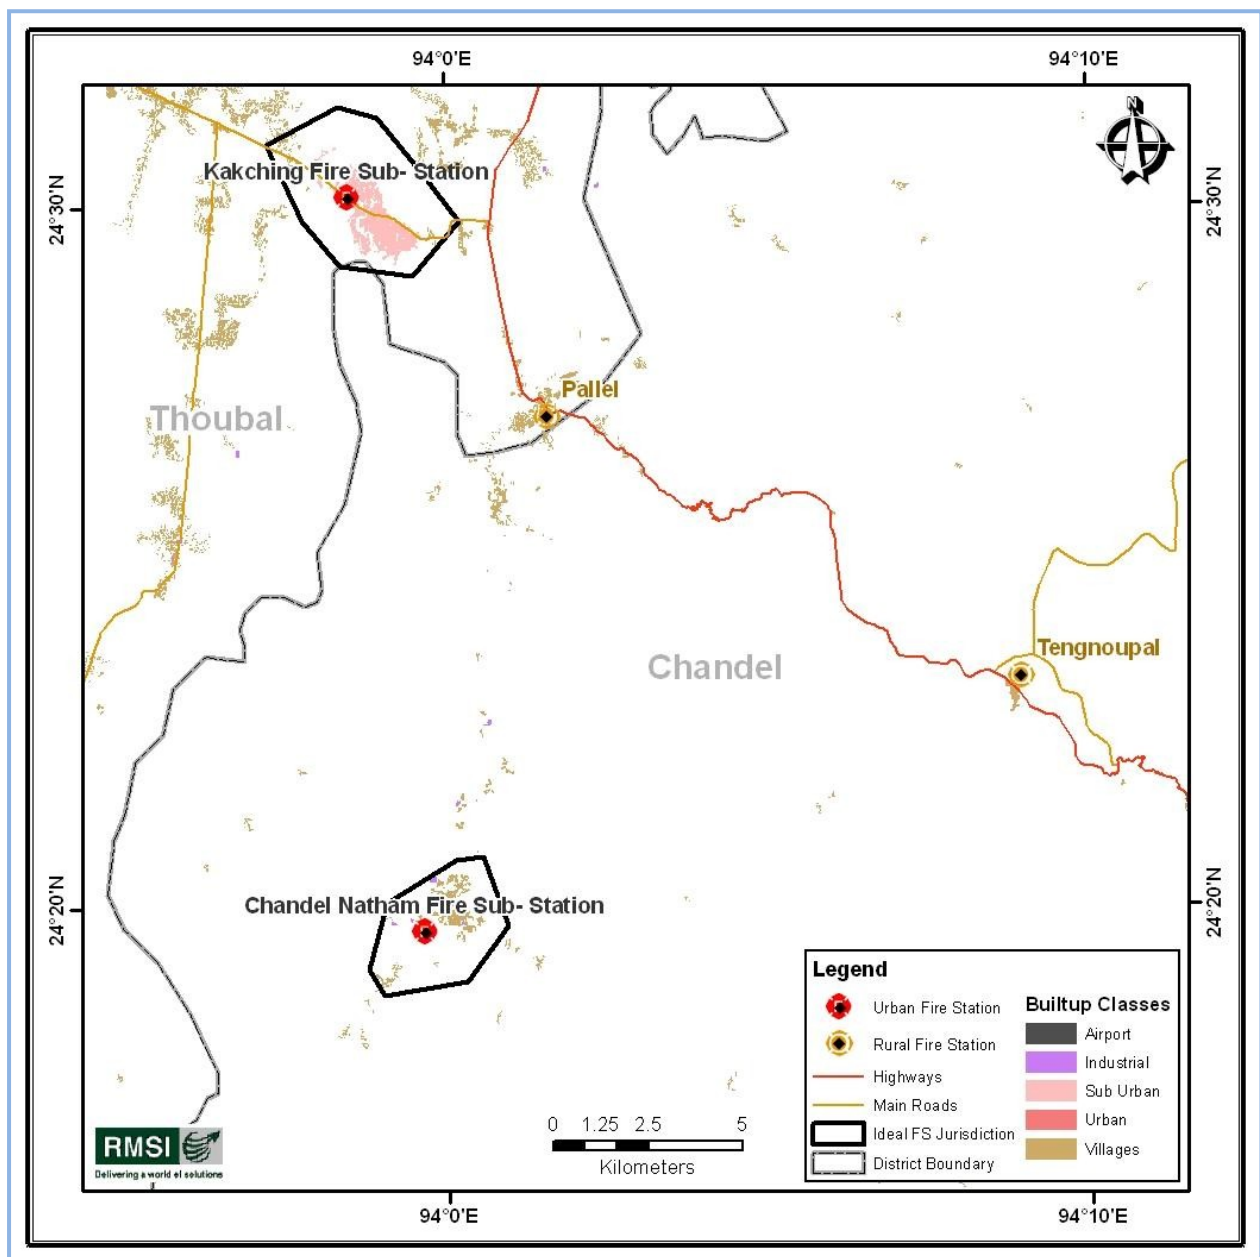 94°0'E
94°10'E
N
24°30'N
24°30'N
Kakching Fire Sub- Station
Pallel
Thoubal
Tengnoupal
Chandel
24°20'N
24°20'N
Chandel Natham Fire Sub- Station
Legend
Urban Fire Station
Rural Fire Station
Highways
Main Roads
Ideal FS Jurisdiction
District Boundary
Builtup Classes
Airport
Industrial
Sub Urban
Urban
Villages
0 1.25 2.5 5
Kilometers
RMSI
Delivering a world of solutions
94°0'E
94°10'E